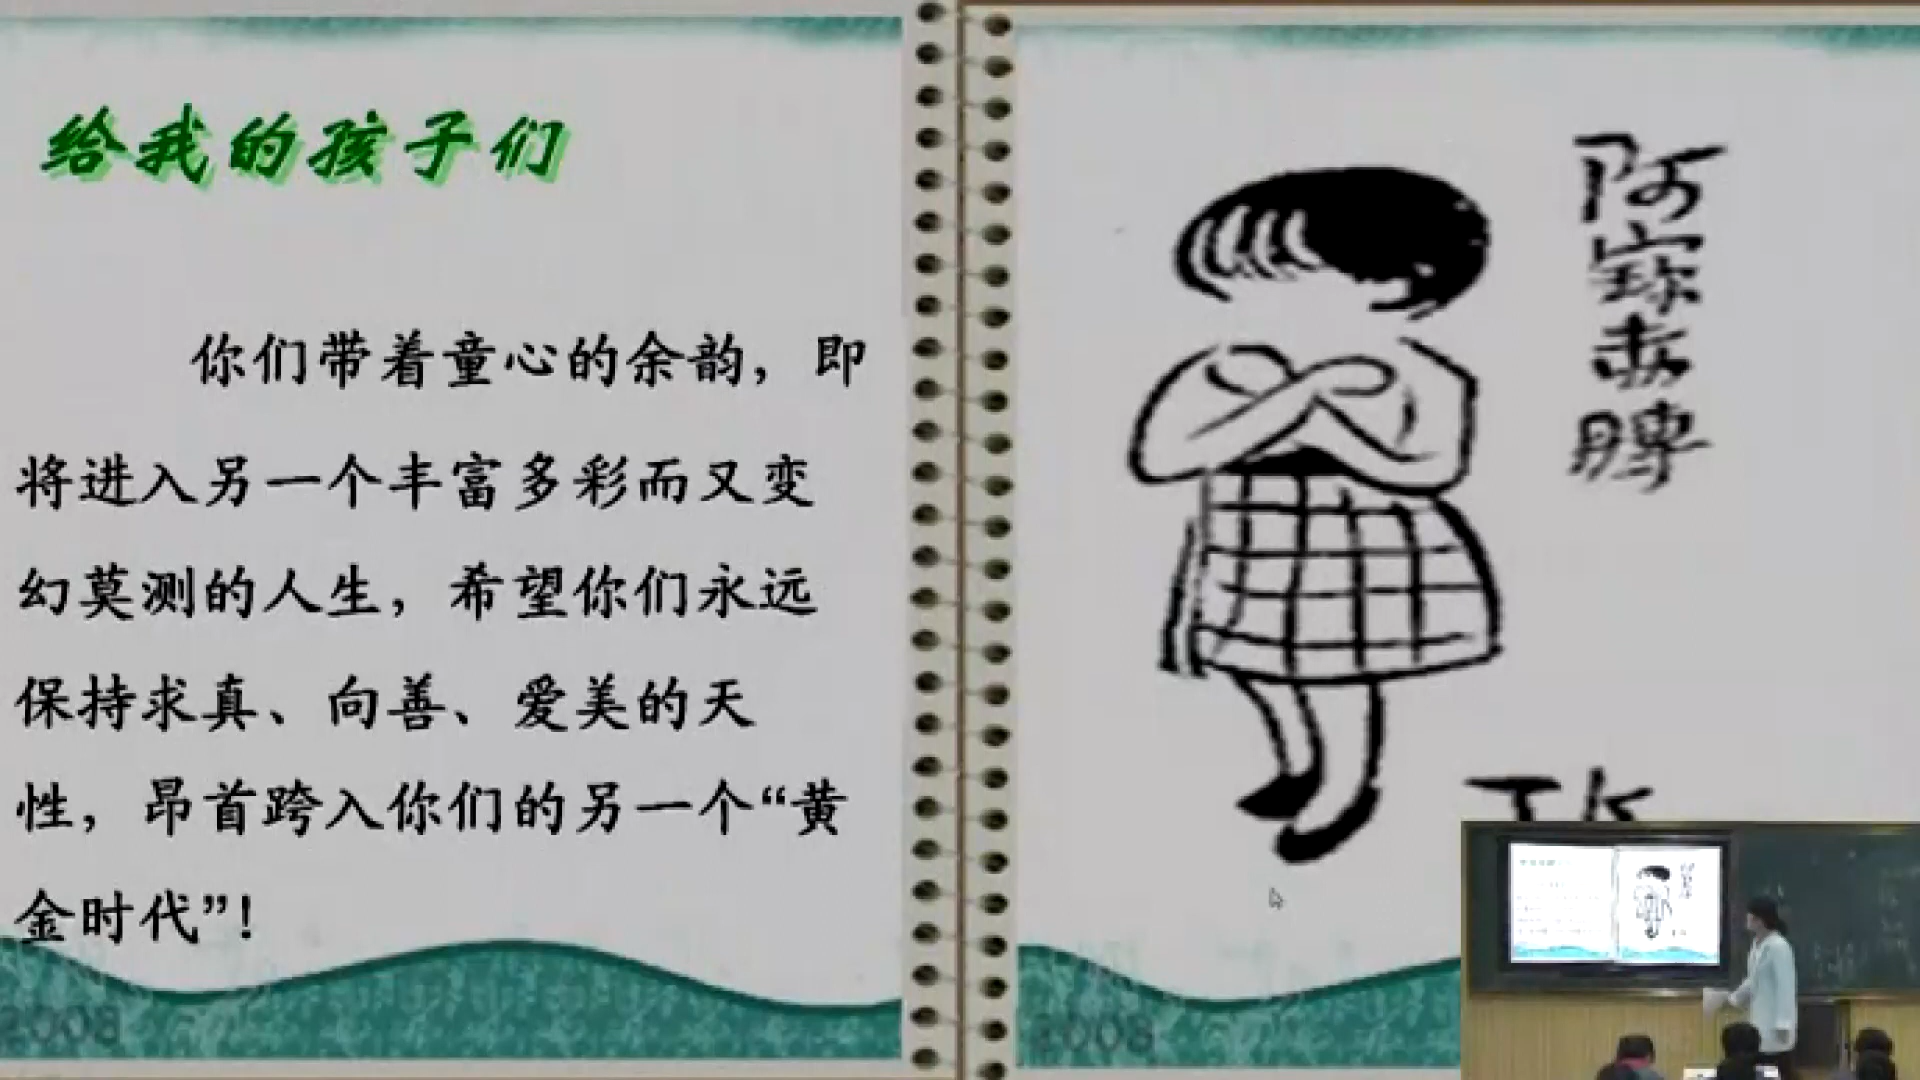 给我的孩子们
你们带着童心的余韵，即
将进入另一个丰富多彩而又变
幻莫测的人生，希望你们永远
保持求真、向善、爱美的天
性，昂首跨入你们的另一个“黄
金时代”！
2008
阿寳赤膊
TK
2008